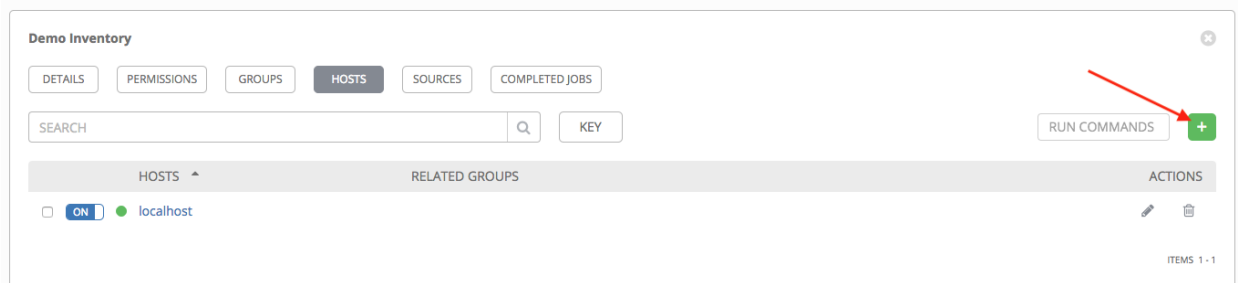 Demo Inventory
DETAILS PERMISSIONS GROUPS HOSTS SOURCES COMPLETED JOBS
SEARCH KEY RUN COMMANDS +
HOSTS RELATED GROUPS ACTIONS
ON localhost
ITEMS 1 - 1